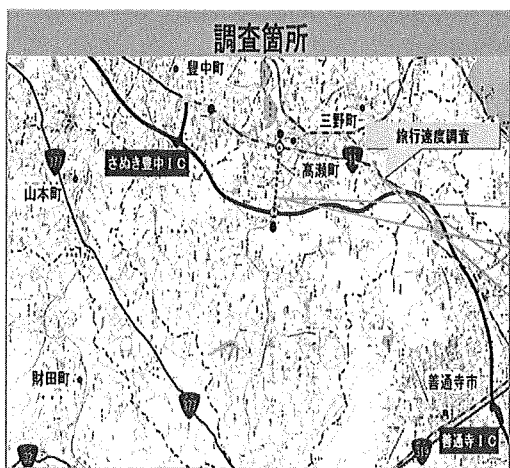 調査箇所
豊中町
三野町
旅行速度調査
さぬき豊中IC
高瀬町
11
山本町
財田町
善通寺市
善通寺IC